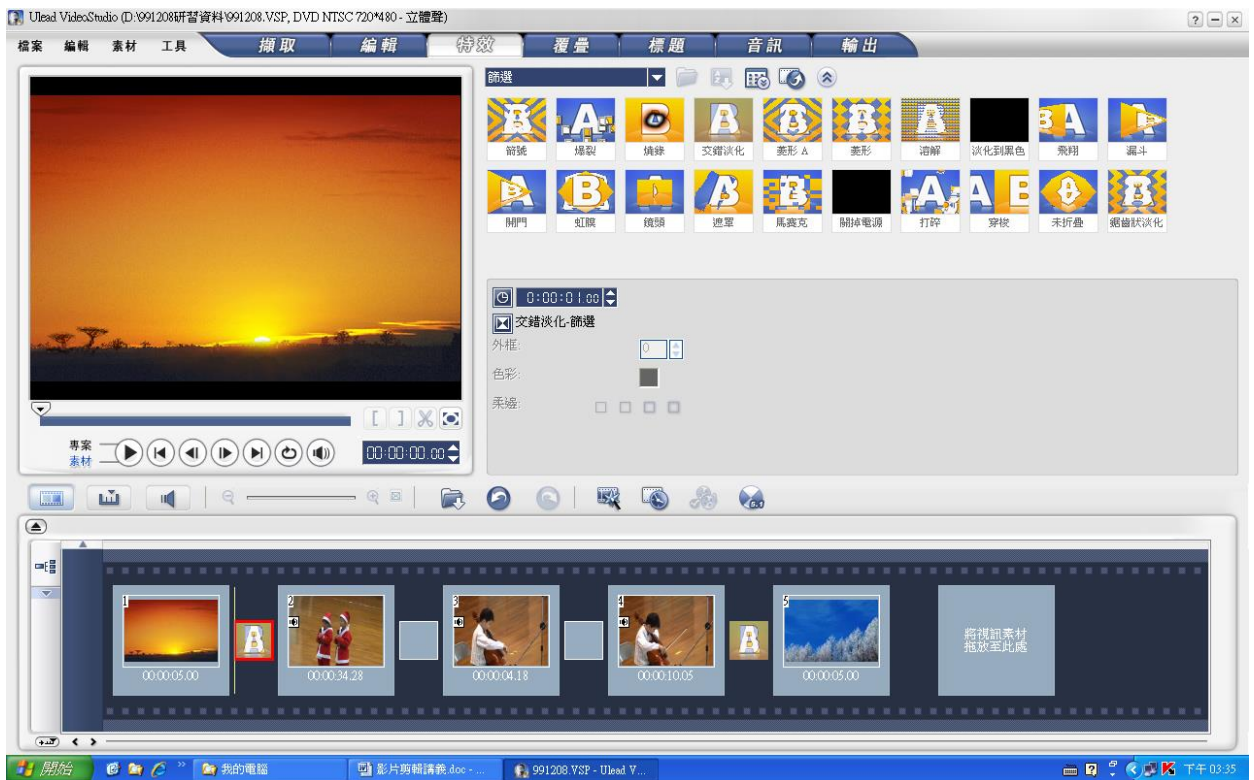 Ulead VideoStudio (D:\991208研習資料\991208.VSP, DVD NTSC 720*480 - 立體聲)
檔案 編輯 素材 工具 擷取 編輯 特效 覆疊 標題 音訊 輸出
篩選
箭號 爆裂 燒錄 交錯淡化 菱形 A 菱形 溶解 淡化到黑色 飛翔 漏斗
開門 虹膜 鏡頭 遮罩 馬賽克 關掉電源 打碎 穿梭 未折疊 鋸齒狀淡化
0:00:01.00
交錯淡化-篩選
外框: 0
色彩:
柔邊:
專案
素材
00:00:00.00
1 2 3 4 5
將視訊素材
拖放至此處
00:00:05.00 00:00:34.28 00:00:04.18 00:00:10.05 00:00:05.00
開始 我的電腦 影片剪輯講義.doc - ... 991208.VSP - Ulead V... 下午 03:35